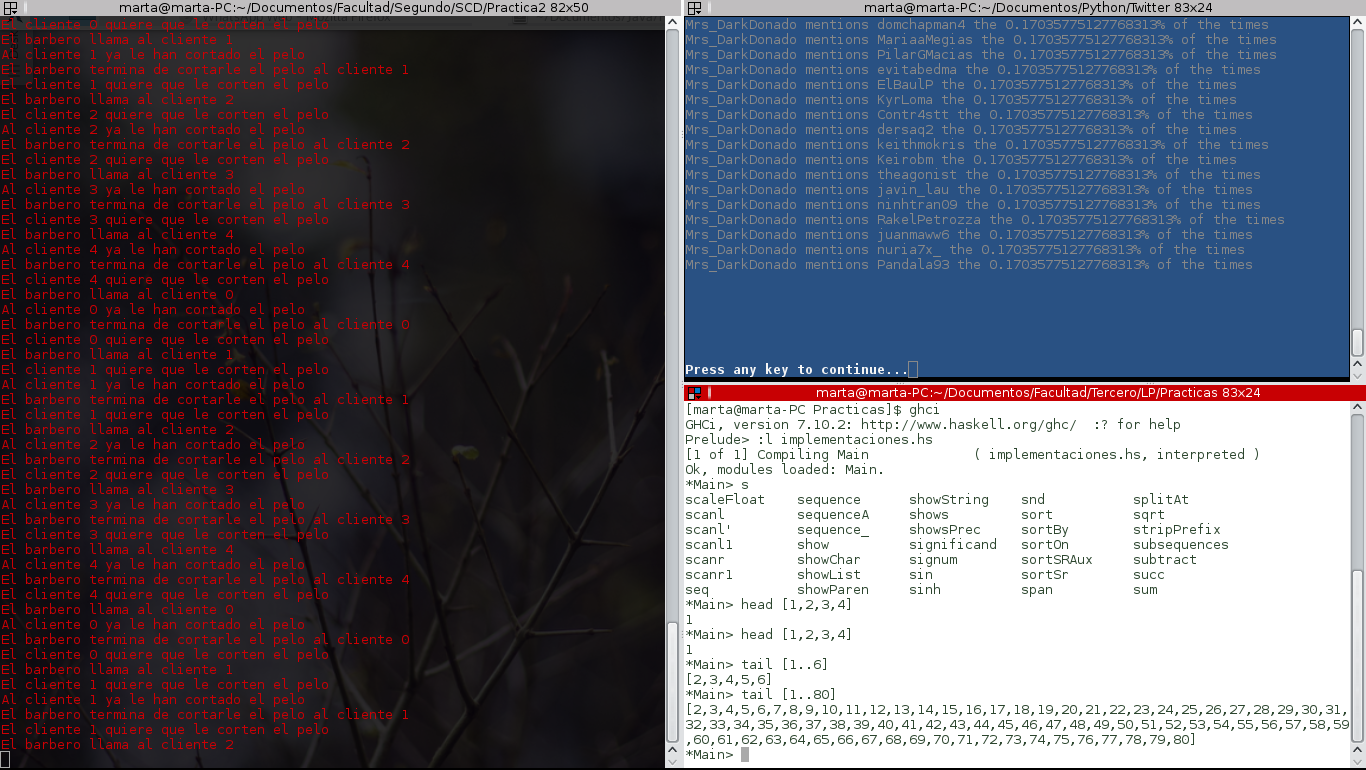 marta@marta-PC:~/Documentos/Facultad/Segundo/SCD/Practica2 82x50
El cliente 0 quiere que le corten el pelo
El barbero llama al cliente 1
Al cliente 1 ya le han cortado el pelo
El barbero termina de cortarle el pelo al cliente 1
El cliente 1 quiere que le corten el pelo
El barbero llama al cliente 2
El cliente 2 quiere que le corten el pelo
Al cliente 2 ya le han cortado el pelo
El barbero termina de cortarle el pelo al cliente 2
El cliente 2 quiere que le corten el pelo
El barbero llama al cliente 3
Al cliente 3 ya le han cortado el pelo
El barbero termina de cortarle el pelo al cliente 3
El cliente 3 quiere que le corten el pelo
El barbero llama al cliente 4
Al cliente 4 ya le han cortado el pelo
El barbero termina de cortarle el pelo al cliente 4
El cliente 4 quiere que le corten el pelo
El barbero llama al cliente 0
Al cliente 0 ya le han cortado el pelo
El barbero termina de cortarle el pelo al cliente 0
El cliente 0 quiere que le corten el pelo
El barbero llama al cliente 1
El cliente 1 quiere que le corten el pelo
Al cliente 1 ya le han cortado el pelo
El barbero termina de cortarle el pelo al cliente 1
El cliente 1 quiere que le corten el pelo
El barbero llama al cliente 2
Al cliente 2 ya le han cortado el pelo
El barbero termina de cortarle el pelo al cliente 2
El cliente 2 quiere que le corten el pelo
El barbero llama al cliente 3
Al cliente 3 ya le han cortado el pelo
El barbero termina de cortarle el pelo al cliente 3
El cliente 3 quiere que le corten el pelo
El barbero llama al cliente 4
Al cliente 4 ya le han cortado el pelo
El barbero termina de cortarle el pelo al cliente 4
El cliente 4 quiere que le corten el pelo
El barbero llama al cliente 0
Al cliente 0 ya le han cortado el pelo
El barbero termina de cortarle el pelo al cliente 0
El cliente 0 quiere que le corten el pelo
El barbero llama al cliente 1
El cliente 1 quiere que le corten el pelo
Al cliente 1 ya le han cortado el pelo
El barbero termina de cortarle el pelo al cliente 1
El cliente 1 quiere que le corten el pelo
El barbero llama al cliente 2
marta@marta-PC:~/Documentos/Python/Twitter 83x24
Mrs_DarkDonado mentions domchapman4 the 0.17035775127768313% of the times
Mrs_DarkDonado mentions MariaaMegias the 0.17035775127768313% of the times
Mrs_DarkDonado mentions PilarGMacias the 0.17035775127768313% of the times
Mrs_DarkDonado mentions evitabedma the 0.17035775127768313% of the times
Mrs_DarkDonado mentions ElBaulP the 0.17035775127768313% of the times
Mrs_DarkDonado mentions KyrLoma the 0.17035775127768313% of the times
Mrs_DarkDonado mentions Contr4stt the 0.17035775127768313% of the times
Mrs_DarkDonado mentions dersaq2 the 0.17035775127768313% of the times
Mrs_DarkDonado mentions keithmokris the 0.17035775127768313% of the times
Mrs_DarkDonado mentions Keirobm the 0.17035775127768313% of the times
Mrs_DarkDonado mentions theagonist the 0.17035775127768313% of the times
Mrs_DarkDonado mentions javin_lau the 0.17035775127768313% of the times
Mrs_DarkDonado mentions ninhtran09 the 0.17035775127768313% of the times
Mrs_DarkDonado mentions RakelPetrozza the 0.17035775127768313% of the times
Mrs_DarkDonado mentions juanmaww6 the 0.17035775127768313% of the times
Mrs_DarkDonado mentions nuria7x_ the 0.17035775127768313% of the times
Mrs_DarkDonado mentions Pandala93 the 0.17035775127768313% of the times
Press any key to continue...
marta@marta-PC:~/Documentos/Facultad/Tercero/LP/Practicas 83x24
[marta@marta-PC Practicas]$ ghci
GHCi, version 7.10.2: http://www.haskell.org/ghc/  :? for help
Prelude> :l implementaciones.hs
[1 of 1] Compiling Main             ( implementaciones.hs, interpreted )
Ok, modules loaded: Main.
*Main> s
scaleFloat    sequence      showString    snd           splitAt
scanl         sequenceA     shows         sort          sqrt
scanl'        sequence_     showsPrec     sortBy        stripPrefix
scanl1        show          significand   sortOn        subsequences
scanr         showChar      signum        sortSRAux     subtract
scanr1        showList      sin           sortSr        succ
seq           showParen     sinh          span          sum
*Main> head [1,2,3,4]
1
*Main> head [1,2,3,4]
1
*Main> tail [1..6]
[2,3,4,5,6]
*Main> tail [1..80]
[2,3,4,5,6,7,8,9,10,11,12,13,14,15,16,17,18,19,20,21,22,23,24,25,26,27,28,29,30,31,
32,33,34,35,36,37,38,39,40,41,42,43,44,45,46,47,48,49,50,51,52,53,54,55,56,57,58,59
,60,61,62,63,64,65,66,67,68,69,70,71,72,73,74,75,76,77,78,79,80]
*Main>